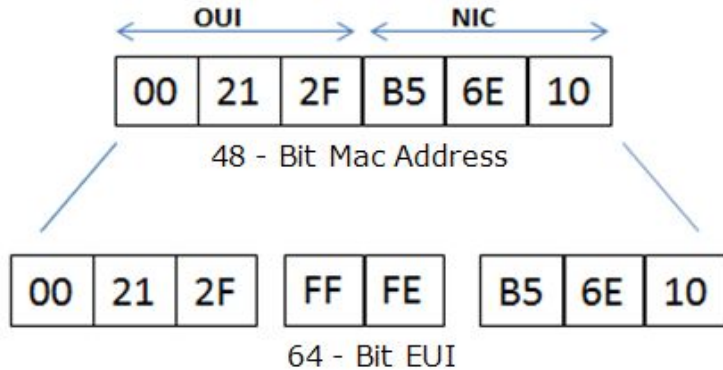 OUI NIC
00 21 2F B5 6E 10
48 - Bit Mac Address
00 21 2F FF FE B5 6E 10
64 - Bit EUI